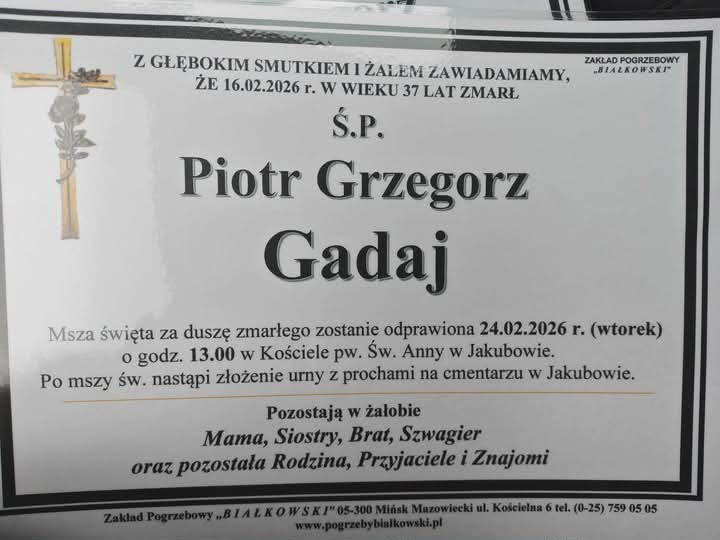 Z GŁĘBOKIM SMUTKIEM I ŻALEM ZAWIADAMIAMY,
ŻE 16.02.2026 r. W WIEKU 37 LAT ZMARŁ
ZAKŁAD POGRZEBOWY
„BIAŁKOWSKI”
Ś.P.
Piotr Grzegorz
Gadaj
Msza święta za duszę zmarłego zostanie odprawiona 24.02.2026 r. (wtorek)
o godz. 13.00 w Kościele pw. Św. Anny w Jakubowie.
Po mszy św. nastąpi złożenie urny z prochami na cmentarzu w Jakubowie.
Pozostają w żałobie
Mama, Siostry, Brat, Szwagier
oraz pozostała Rodzina, Przyjaciele i Znajomi
Zakład Pogrzebowy „BIAŁKOWSKI” 05-300 Mińsk Mazowiecki ul. Kościelna 6 tel. (0-25) 759 05 05
www.pogrzebybialkowski.pl